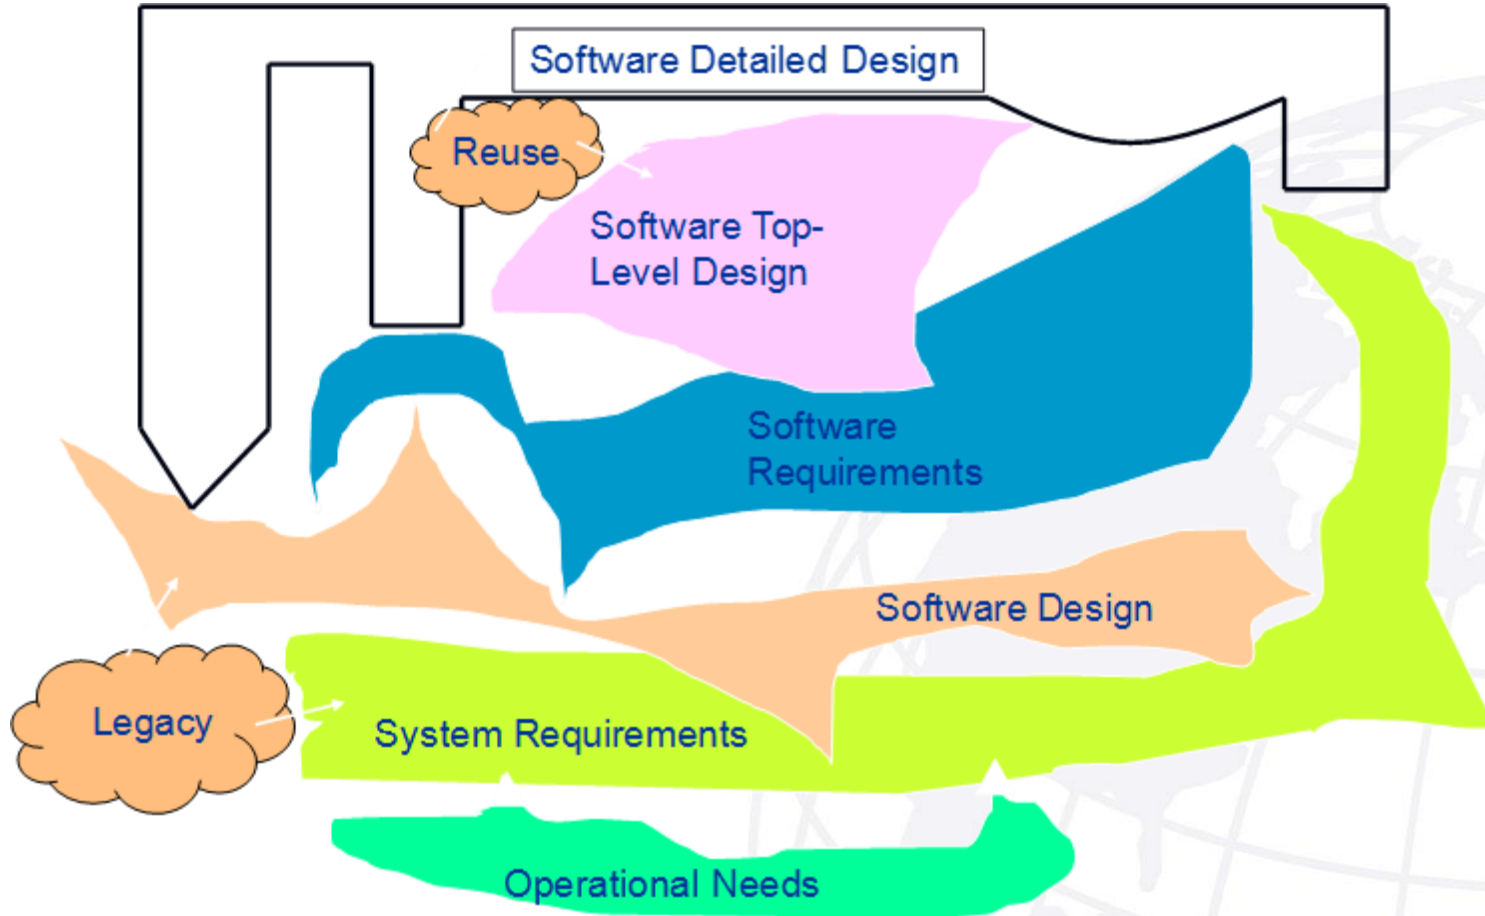 Software Detailed Design
Reuse
Software Top-
Level Design
Software
Requirements
Software Design
Legacy
System Requirements
Operational Needs